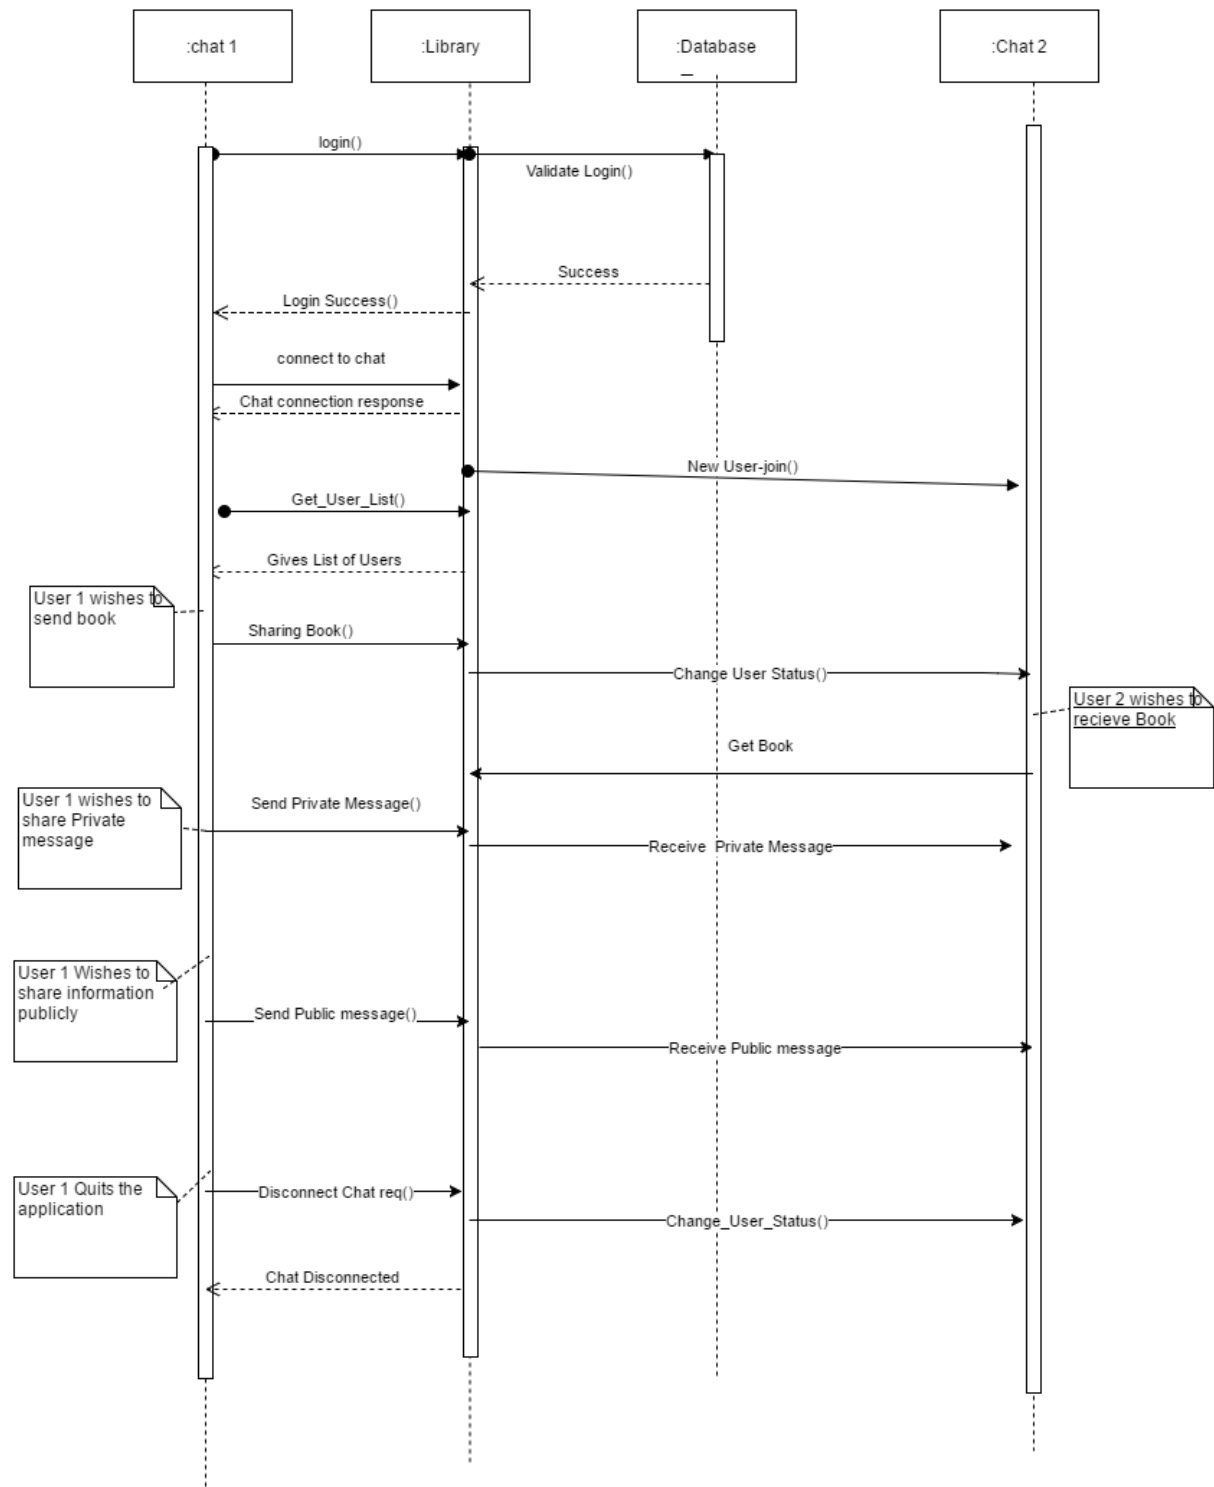 :chat 1
:Library
:Database
:Chat 2
login()
Validate Login()
Success
Login Success()
connect to chat
Chat connection response
New User-join()
Get_User_List()
Gives List of Users
User 1 wishes to
send book
Sharing Book()
Change User Status()
User 2 wishes to
recieve Book
Get Book
User 1 wishes to
share Private
message
Send Private Message()
Receive Private Message
User 1 Wishes to
share information
publicly
Send Public message()
Receive Public message
User 1 Quits the
application
Disconnect Chat req()
Change_User_Status()
Chat Disconnected